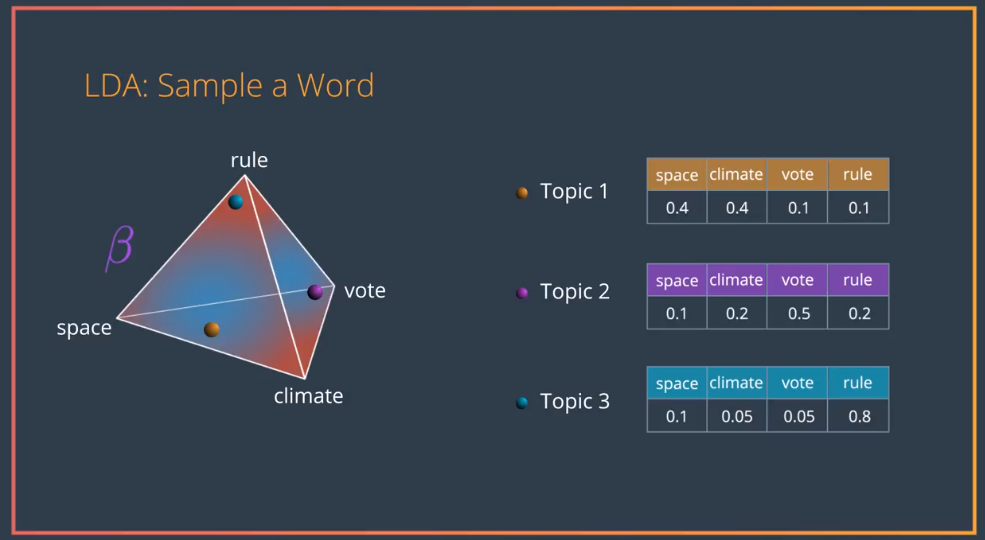 LDA: Sample a Word
rule
β
vote
space
climate
Topic 1
space climate vote rule
0.4 0.4 0.1 0.1
Topic 2
space climate vote rule
0.1 0.2 0.5 0.2
Topic 3
space climate vote rule
0.1 0.05 0.05 0.8